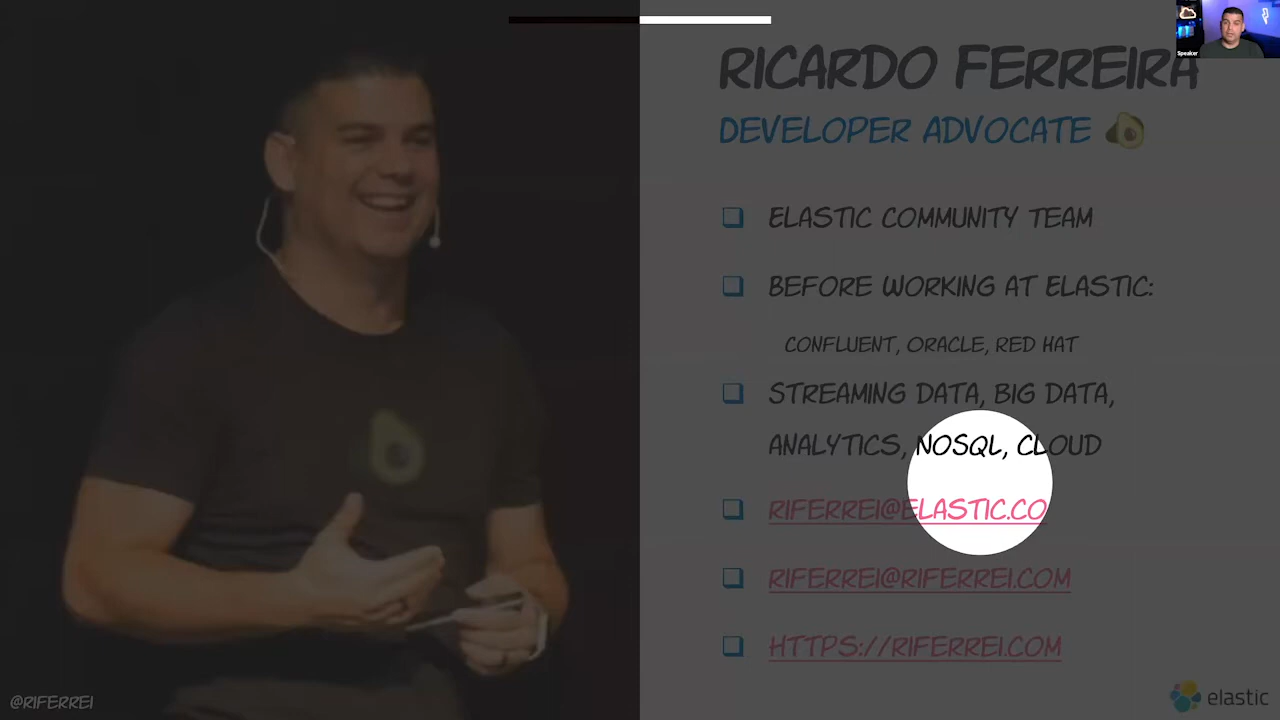 Speaker
RICARDO FERREIRA
DEVELOPER ADVOCATE
ELASTIC COMMUNITY TEAM
BEFORE WORKING AT ELASTIC:
CONFLUENT, ORACLE, RED HAT
STREAMING DATA, BIG DATA,
ANALYTICS, NOSQL, CLOUD
RIFERREI@ELASTIC.CO
RIFERREI@RIFERREI.COM
HTTPS://RIFERREI.COM
@RIFERREI
elastic